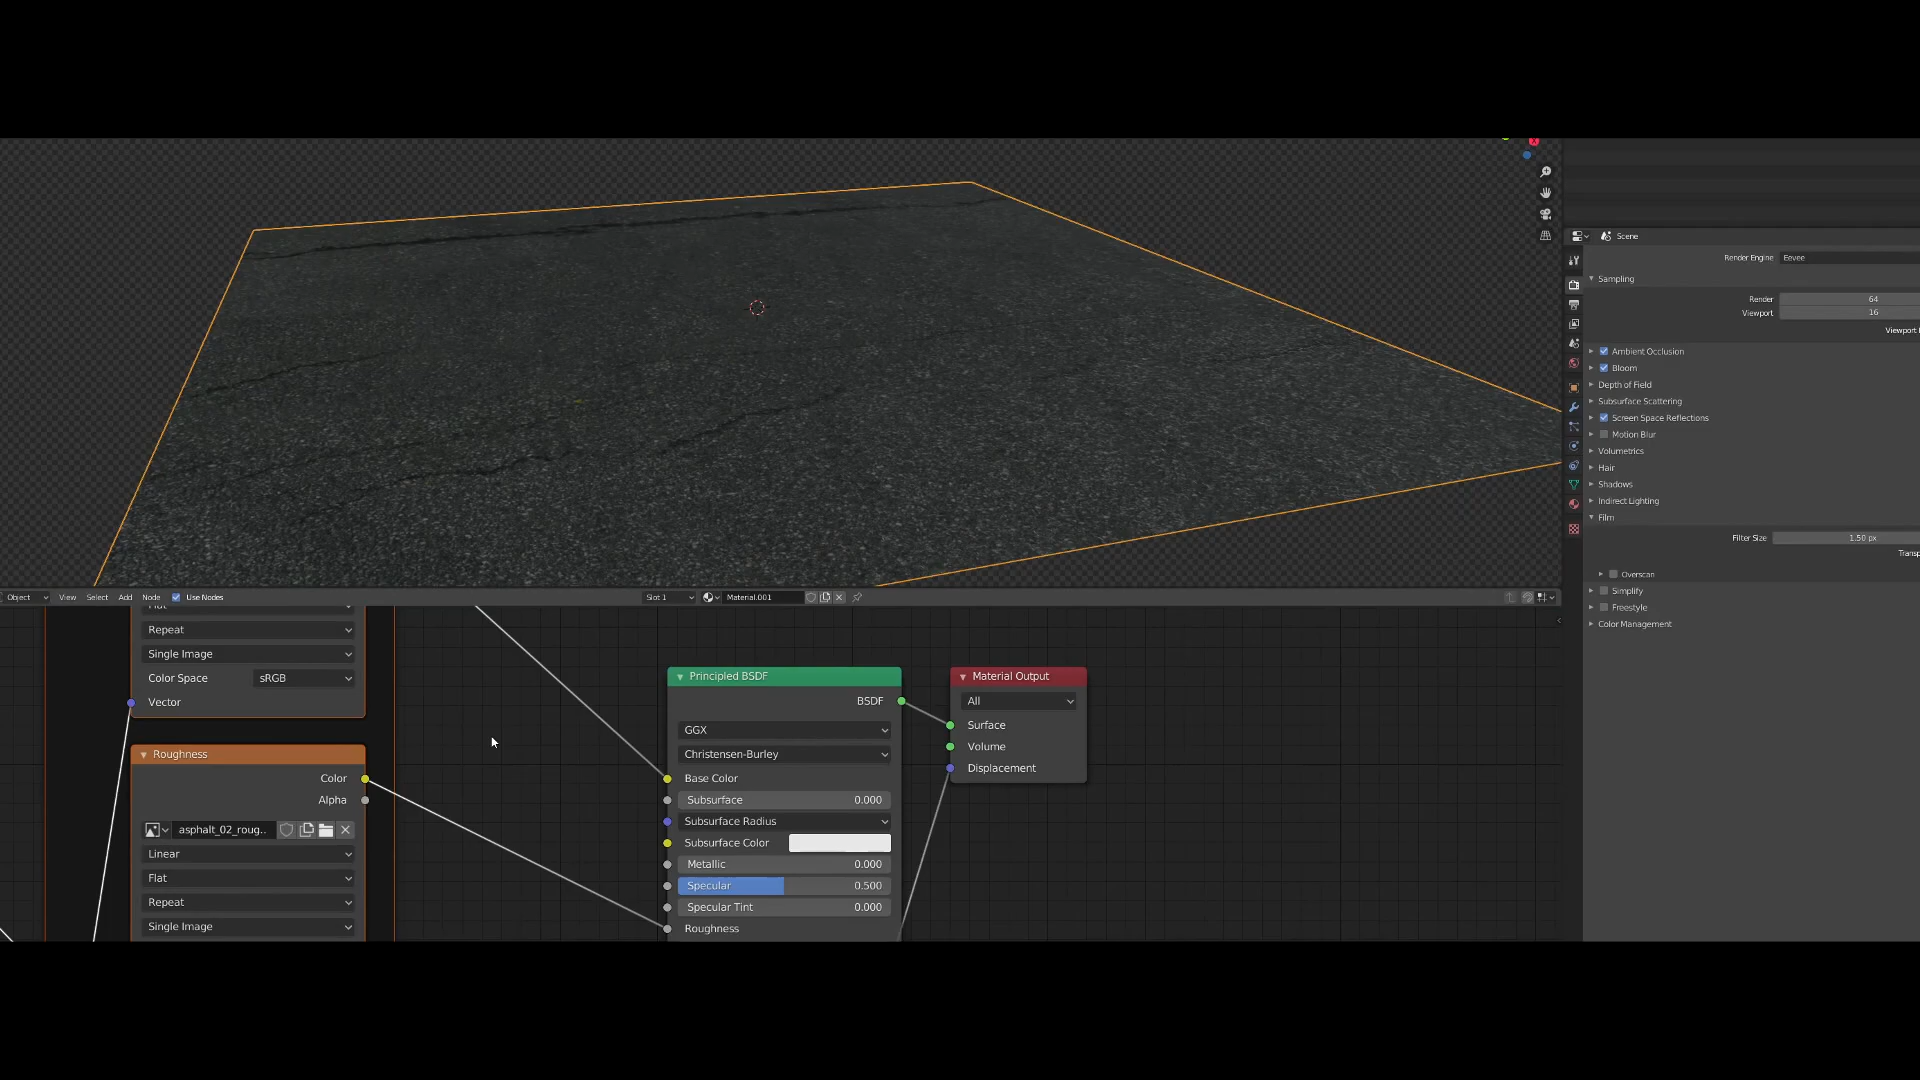 X
Scene
Render Engine
Eevee
Sampling
Render 64
Viewport 16
Viewport
Ambient Occlusion
Bloom
Depth of Field
Subsurface Scattering
Screen Space Reflections
Motion Blur
Volumetrics
Hair
Shadows
Indirect Lighting
Film
Filter Size 1.50 px
Transp
Overscan
Simplify
Freestyle
Color Management
Object View Select Add Node Use Nodes Slot 1 Material.001
Flat
Repeat
Single Image
Color Space sRGB
Vector
Roughness
Color
Alpha
asphalt_02_roug..
Linear
Flat
Repeat
Single Image
Principled BSDF
BSDF
GGX
Christensen-Burley
Base Color
Subsurface 0.000
Subsurface Radius
Subsurface Color
Metallic 0.000
Specular 0.500
Specular Tint 0.000
Roughness
Material Output
All
Surface
Volume
Displacement